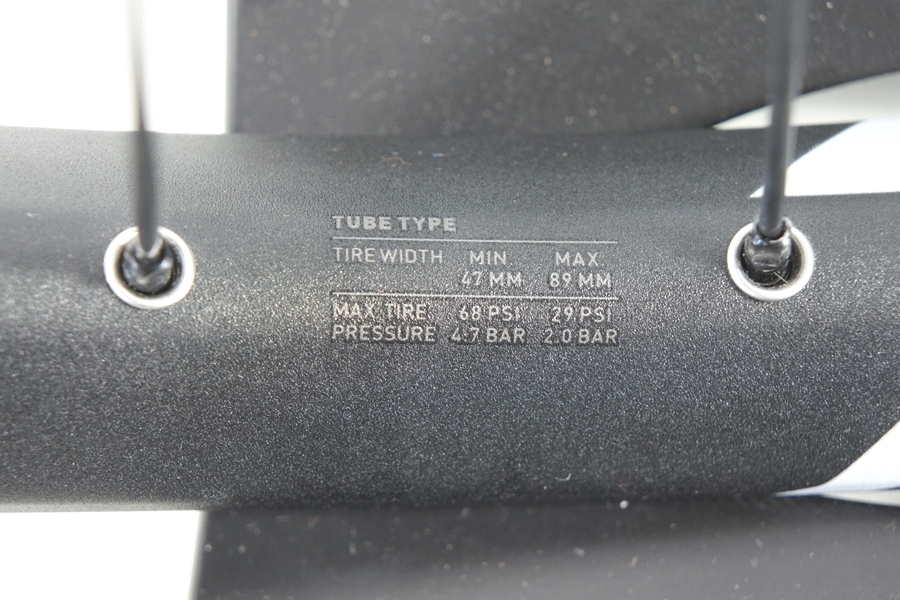 TUBE TYPE
TIRE WIDTH MIN MAX.
47 MM 89 MM
MAX TIRE 68 PSI 29 PSI
PRESSURE 4.7 BAR 2.0 BAR